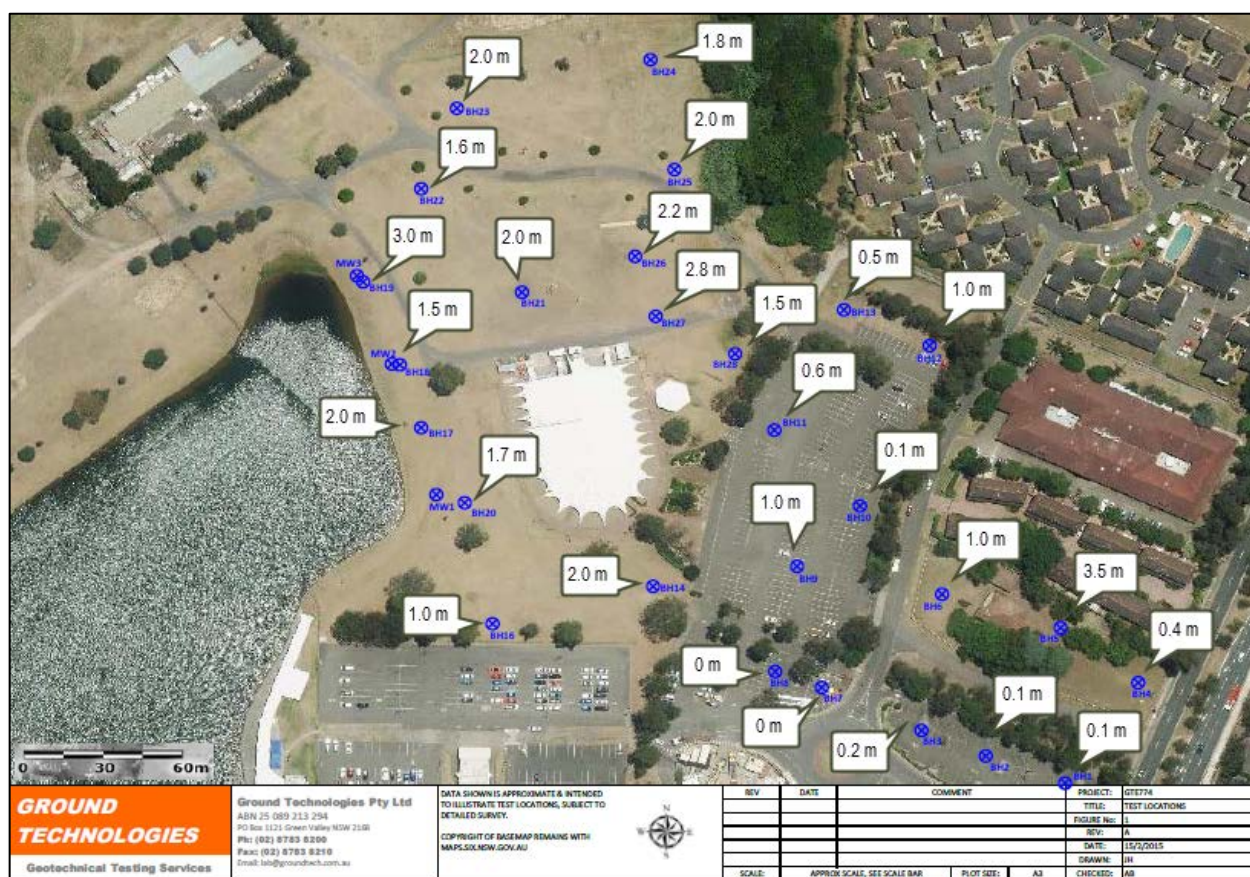 1.8 m
BH24
2.0 m
BH23
2.0 m
BH25
1.6 m
BH22
2.2 m
BH26
2.0 m
BH21
3.0 m
MW3
BH19
2.8 m
BH27
0.5 m
BH13
1.0 m
BH12
1.5 m
BH28
1.5 m
MW2
BH18
0.6 m
BH11
2.0 m
BH17
1.7 m
MW1
BH20
0.1 m
BH10
1.0 m
BH9
1.0 m
BH6
3.5 m
BH5
2.0 m
BH14
1.0 m
BH16
0.4 m
BH4
0 m
BH8
0 m
BH7
0.2 m
BH3
0.1 m
BH2
0.1 m
BH1
0 30 60m
GROUND
TECHNOLOGIES
Geotechnical Testing Services
Ground Technologies Pty Ltd
ABN 25 089 213 294
PO Box 1121 Green Valley NSW 2168
Ph: (02) 8783 8200
Fax: (02) 8783 8210
Email: lab@groundtech.com.au
DATA SHOWN IS APPROXIMATE & INTENDED
TO ILLUSTRATE TEST LOCATIONS, SUBJECT TO
DETAILED SURVEY.
COPYRIGHT OF BASEMAP REMAINS WITH
MAPS.SIX.NSW.GOV.AU
REV DATE COMMENT
PROJECT: GTE774
TITLE: TEST LOCATIONS
FIGURE No: 1
REV: A
DATE: 15/2/2015
DRAWN: JH
SCALE: APPROX SCALE, SEE SCALE BAR PLOT SIZE: A3 CHECKED: AB